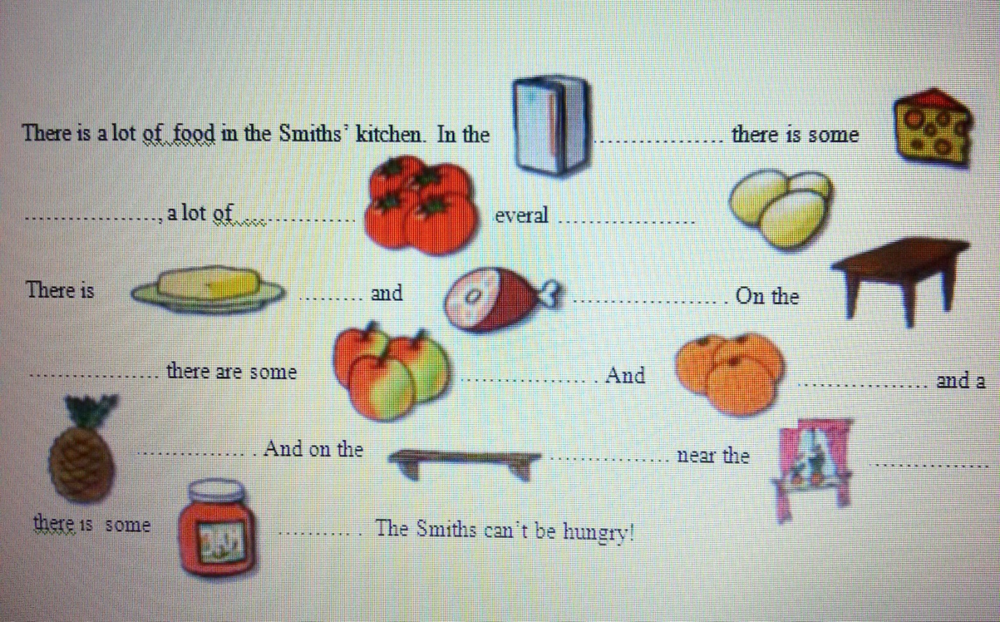 There is a lot of food in the Smiths' kitchen. In the ...................... there is some
......................, a lot of ...................... everal ......................
There is ......... and ...................... . On the
...................... there are some ...................... . And ...................... and a
.................... . And on the .................... near the ....................
there is some ........... . The Smiths can't be hungry!